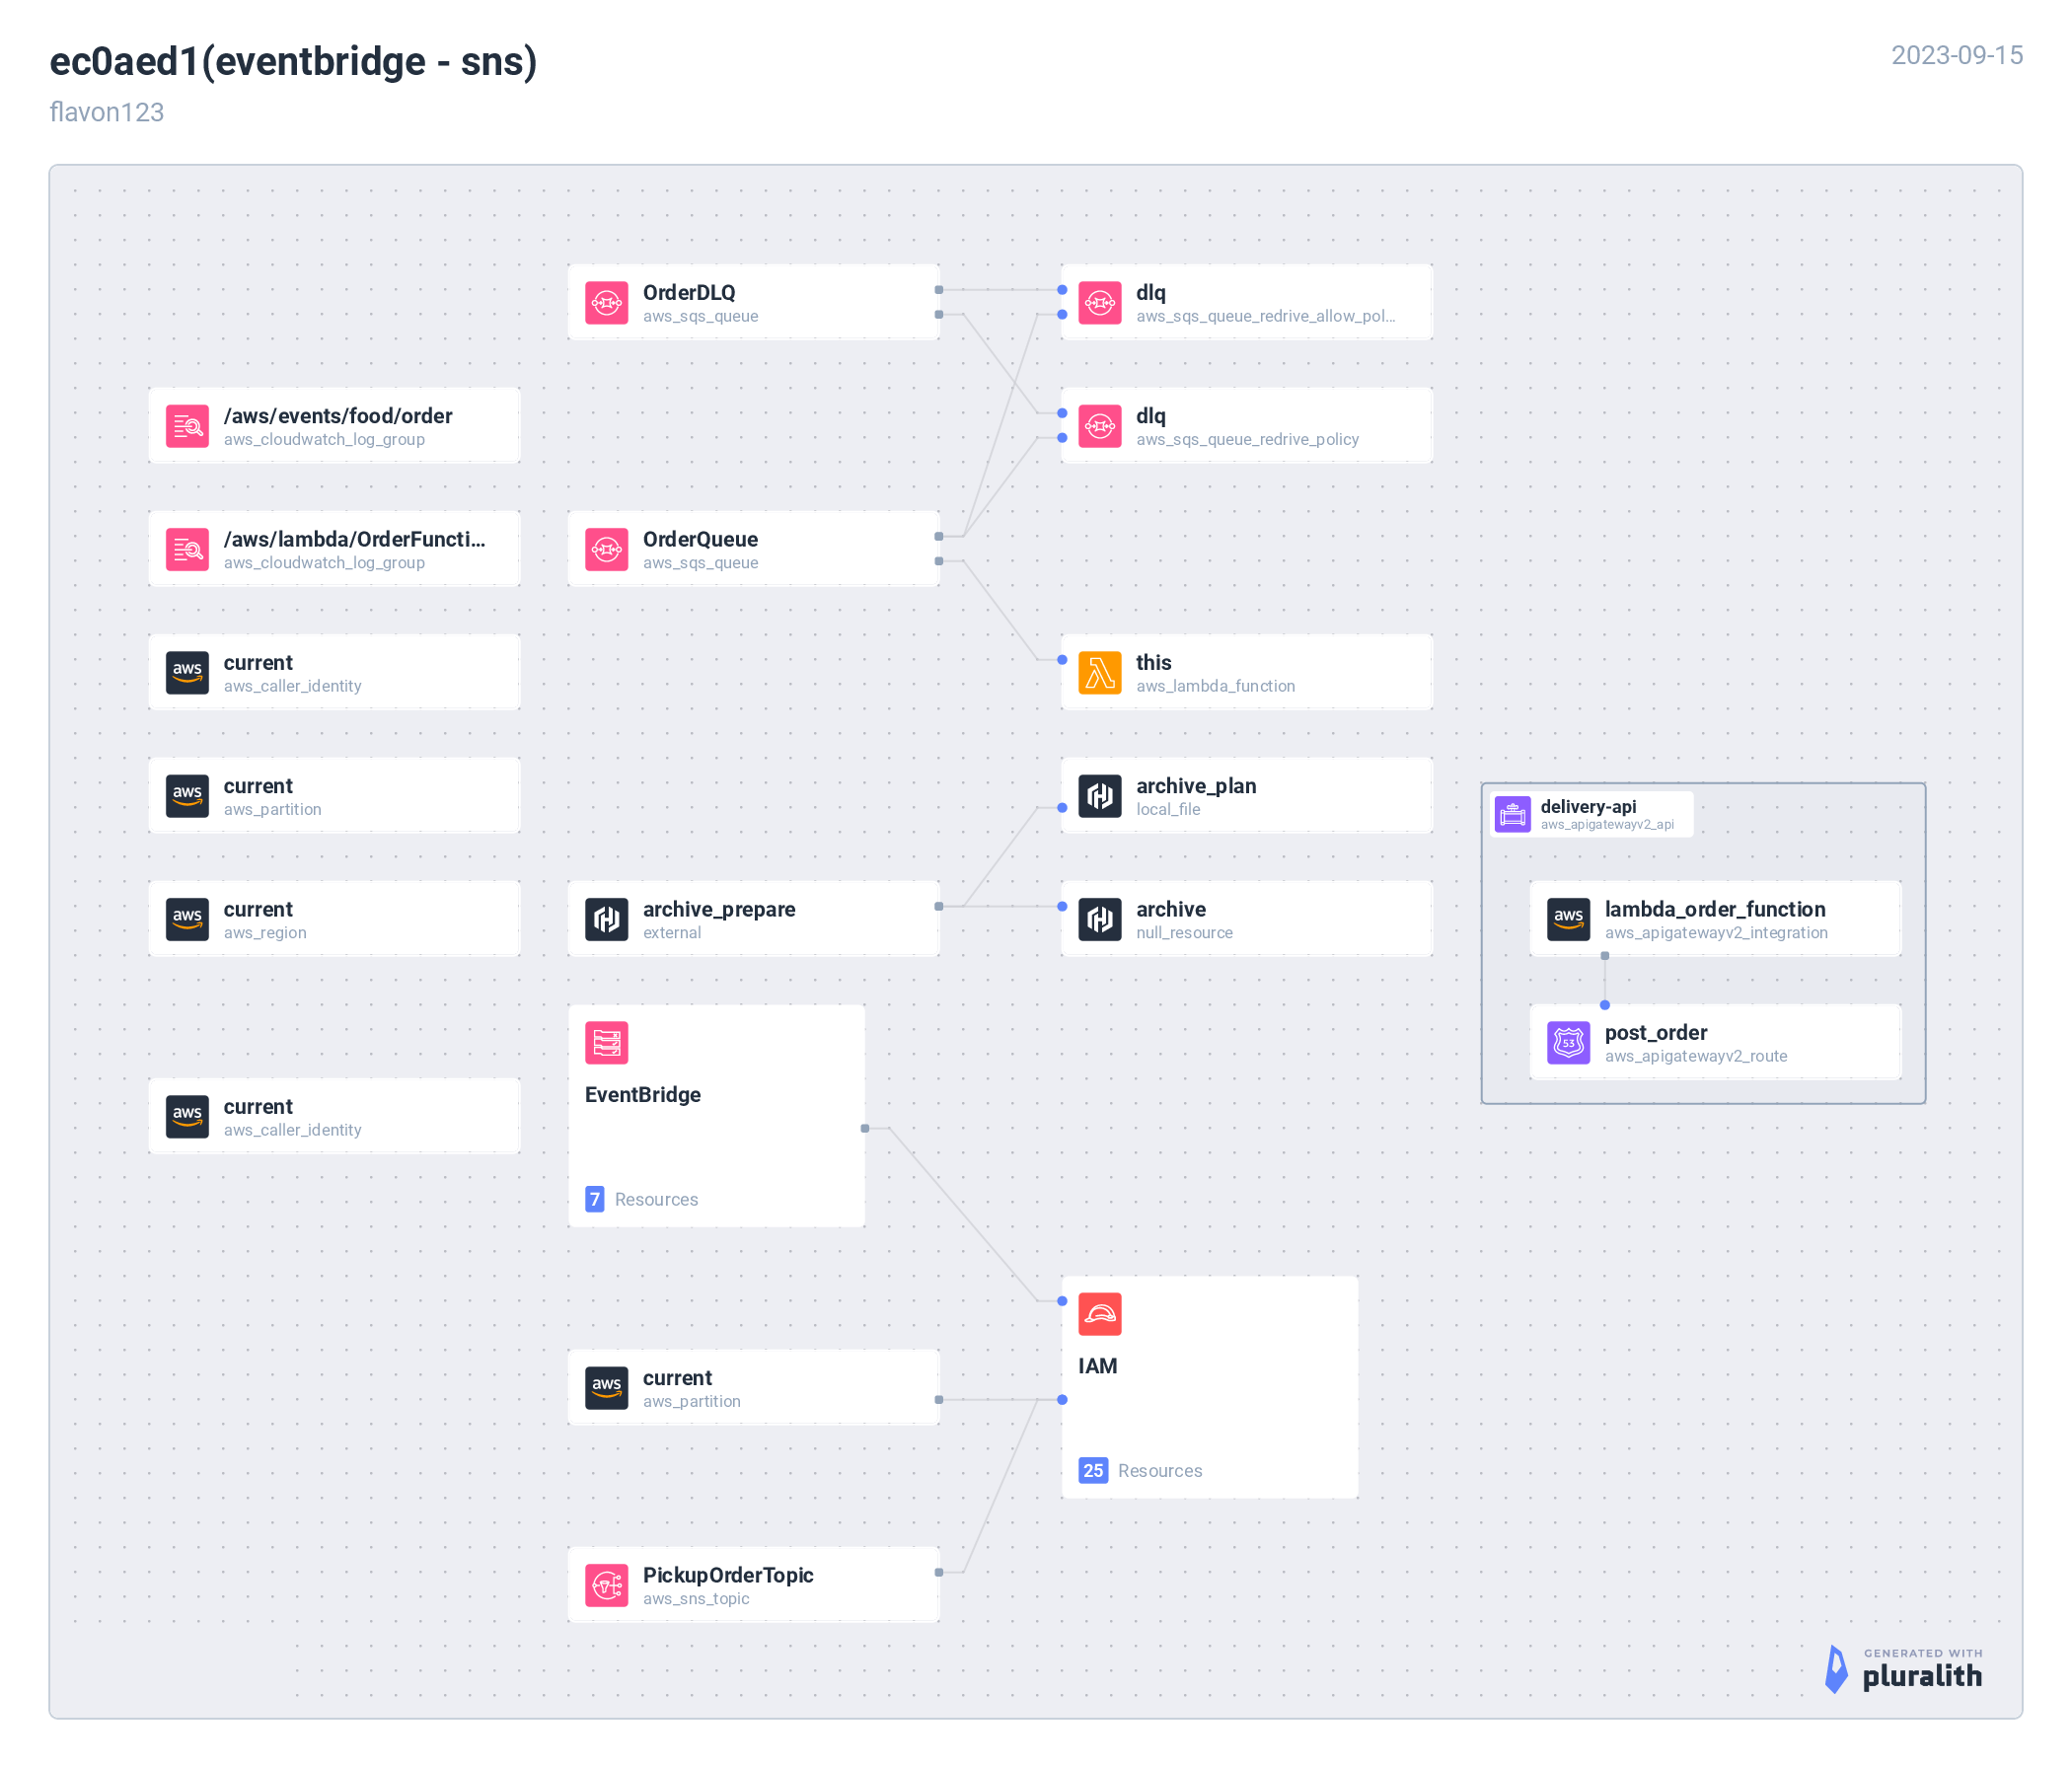 ec0aed1(eventbridge - sns)
2023-09-15
flavon123
OrderDLQ
aws_sqs_queue
dlq
aws_sqs_queue_redrive_allow_pol...
/aws/events/food/order
aws_cloudwatch_log_group
dlq
aws_sqs_queue_redrive_policy
/aws/lambda/OrderFuncti...
aws_cloudwatch_log_group
OrderQueue
aws_sqs_queue
aws
current
aws_caller_identity
this
aws_lambda_function
aws
current
aws_partition
archive_plan
local_file
delivery-api
aws_apigatewayv2_api
aws
current
aws_region
archive_prepare
external
archive
null_resource
aws
lambda_order_function
aws_apigatewayv2_integration
53
post_order
aws_apigatewayv2_route
EventBridge
7 Resources
aws
current
aws_caller_identity
IAM
25 Resources
aws
current
aws_partition
PickupOrderTopic
aws_sns_topic
GENERATED WITH
pluralith